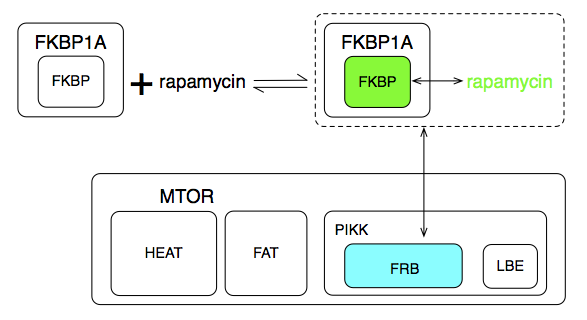 FKBP1A
FKBP
+ rapamycin
FKBP1A
FKBP
rapamycin
MTOR
HEAT
FAT
PIKK
FRB
LBE